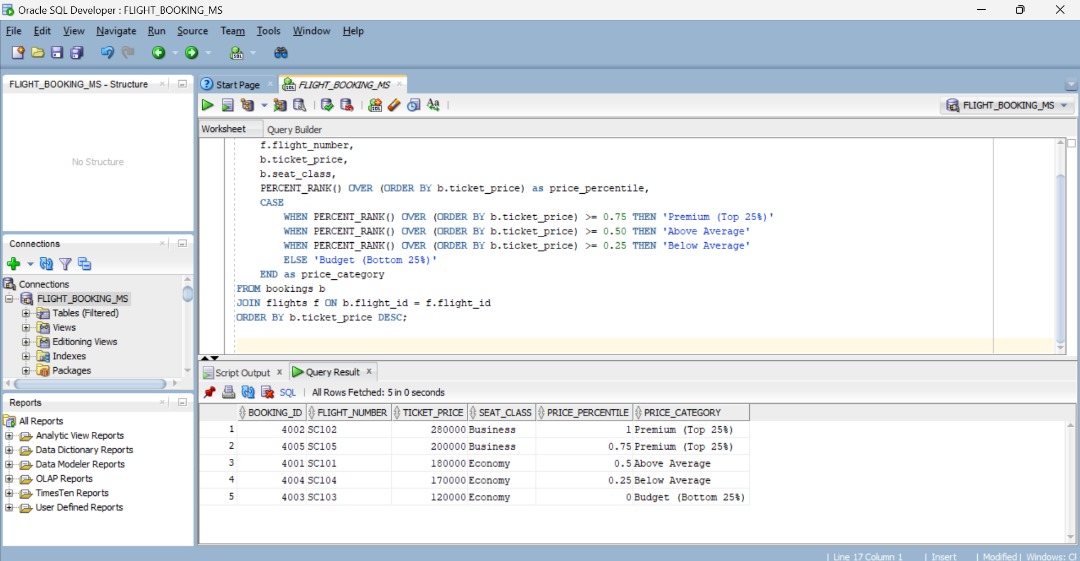 Oracle SQL Developer : FLIGHT_BOOKING_MS
File Edit View Navigate Run Source Team Tools Window Help
FLIGHT_BOOKING_MS - Structure
No Structure
Connections
Connections
FLIGHT_BOOKING_MS
Tables (Filtered)
Views
Editioning Views
Indexes
Packages
Reports
All Reports
Analytic View Reports
Data Dictionary Reports
Data Modeler Reports
OLAP Reports
TimesTen Reports
User Defined Reports
Start Page FLIGHT_BOOKING_MS
FLIGHT_BOOKING_MS
Worksheet Query Builder
f.flight_number,
b.ticket_price,
b.seat_class,
PERCENT_RANK() OVER (ORDER BY b.ticket_price) as price_percentile,
CASE
WHEN PERCENT_RANK() OVER (ORDER BY b.ticket_price) >= 0.75 THEN 'Premium (Top 25%)'
WHEN PERCENT_RANK() OVER (ORDER BY b.ticket_price) >= 0.50 THEN 'Above Average'
WHEN PERCENT_RANK() OVER (ORDER BY b.ticket_price) >= 0.25 THEN 'Below Average'
ELSE 'Budget (Bottom 25%)'
END as price_category
FROM bookings b
JOIN flights f ON b.flight_id = f.flight_id
ORDER BY b.ticket_price DESC;
Script Output x Query Result x
SQL | All Rows Fetched: 5 in 0 seconds
BOOKING_ID FLIGHT_NUMBER TICKET_PRICE SEAT_CLASS PRICE_PERCENTILE PRICE_CATEGORY
1 4002 SC102 280000 Business 1 Premium (Top 25%)
2 4005 SC105 200000 Business 0.75 Premium (Top 25%)
3 4001 SC101 180000 Economy 0.5 Above Average
4 4004 SC104 170000 Economy 0.25 Below Average
5 4003 SC103 120000 Economy 0 Budget (Bottom 25%)
| Line 17 Column 1 | Insert | Modified | Windows: C